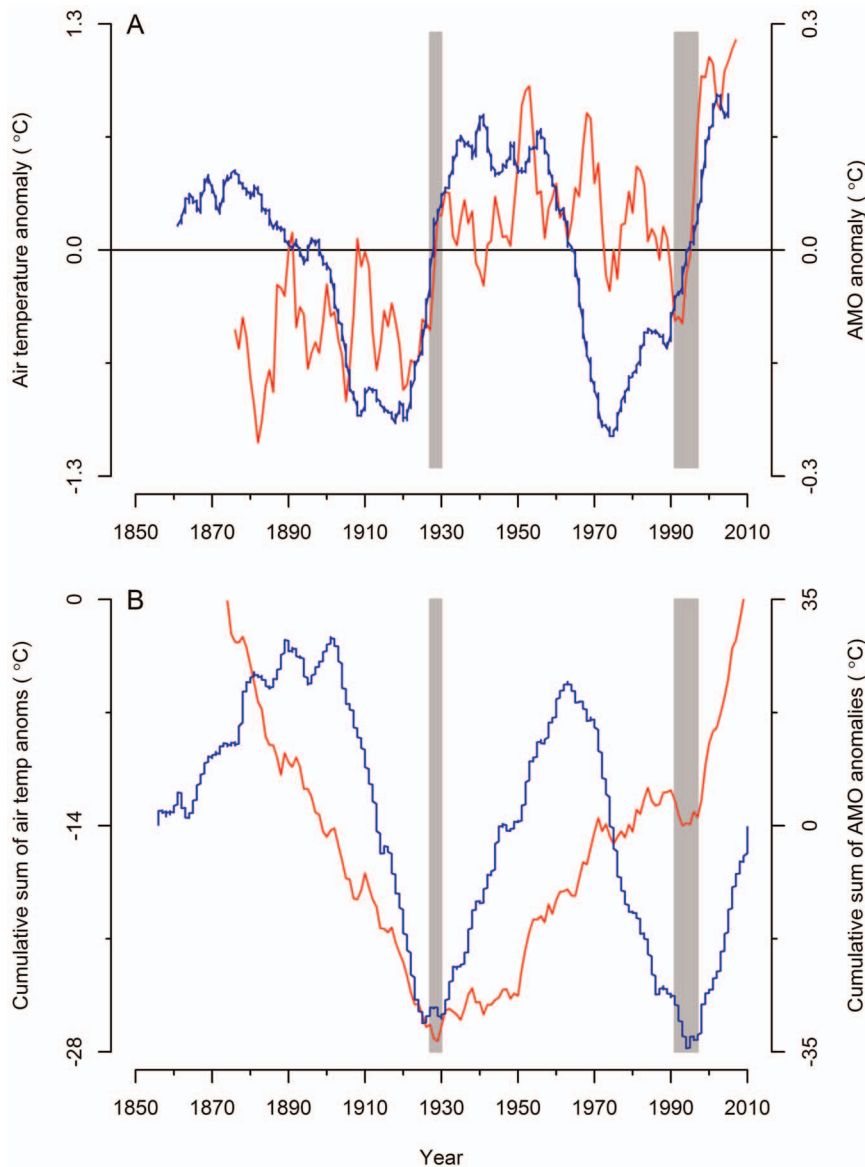 A
1.3
0.0
-1.3
Air temperature anomaly ( °C)
0.3
0.0
-0.3
AMO anomaly ( °C)
1850 1870 1890 1910 1930 1950 1970 1990 2010
B
0
-14
-28
Cumulative sum of air temp anoms ( °C)
35
0
-35
Cumulative sum of AMO anomalies ( °C)
1850 1870 1890 1910 1930 1950 1970 1990 2010
Year